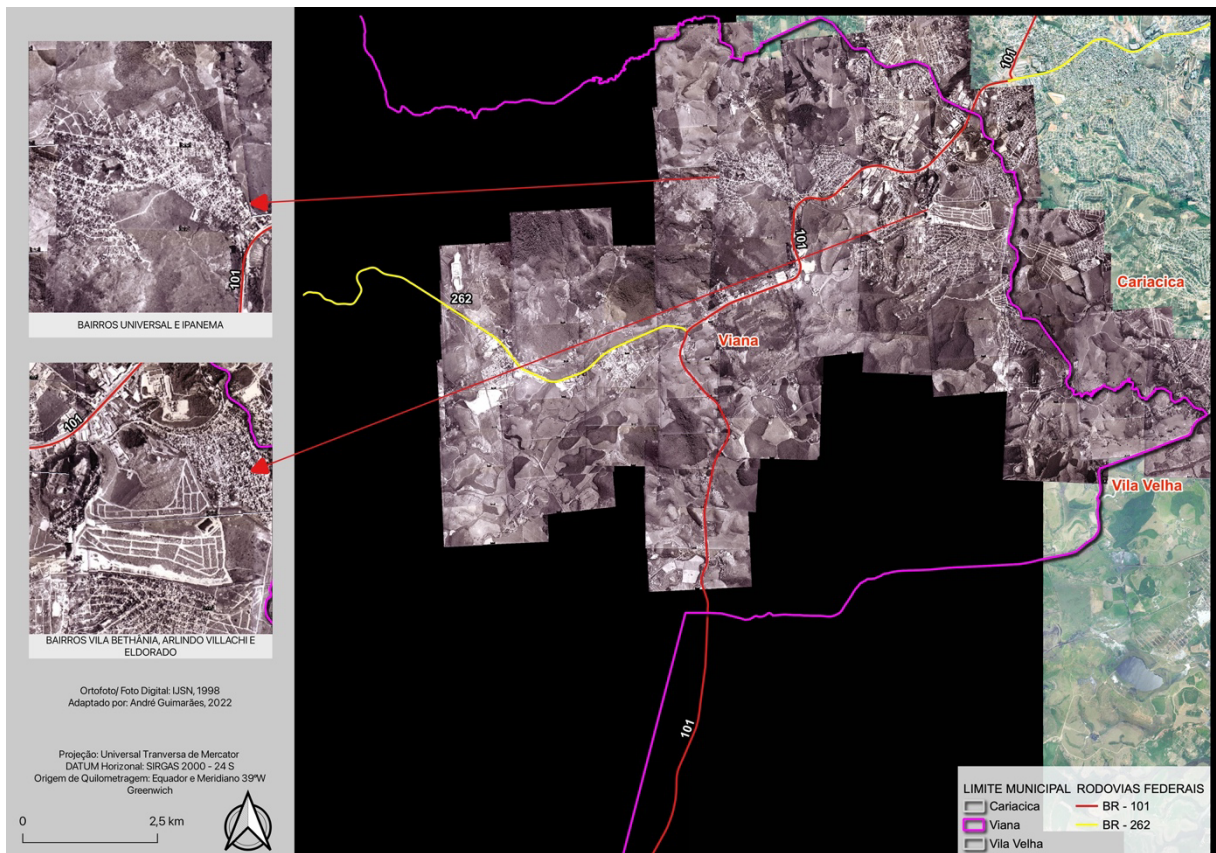 101
BAIRROS UNIVERSAL E IPANEMA
101
BAIRROS VILA BETHÂNIA, ARLINDO VILLACHI E
ELDORADO
Ortofoto/ Foto Digital: IJSN, 1998
Adaptado por: André Guimarães, 2022
Projeção: Universal Tranversa de Mercator
DATUM Horizonal: SIRGAS 2000 - 24 S
Origem de Quilometragem: Equador e Meridiano 39ºW
Greenwich
0 2,5 km
101
101
262
Cariacica
Viana
Vila Velha
101
LIMITE MUNICIPAL RODOVIAS FEDERAIS
Cariacica BR - 101
Viana BR - 262
Vila Velha